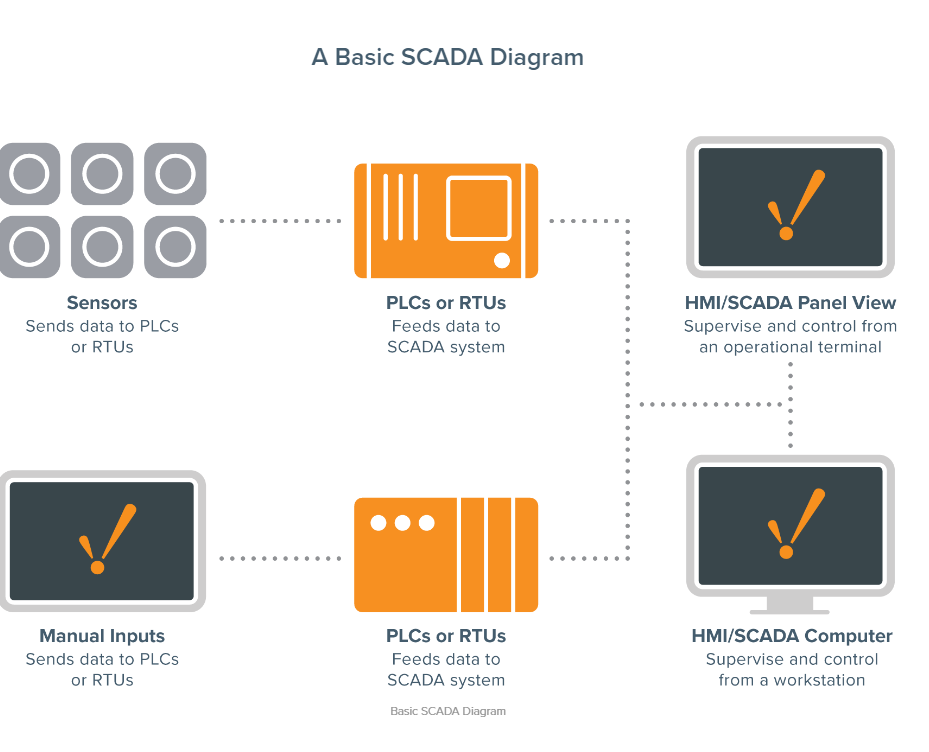 A Basic SCADA Diagram
Sensors
Sends data to PLCs
or RTUs
PLCs or RTUs
Feeds data to
SCADA system
HMI/SCADA Panel View
Supervise and control from
an operational terminal
Manual Inputs
Sends data to PLCs
or RTUs
PLCs or RTUs
Feeds data to
SCADA system
HMI/SCADA Computer
Supervise and control
from a workstation
Basic SCADA Diagram